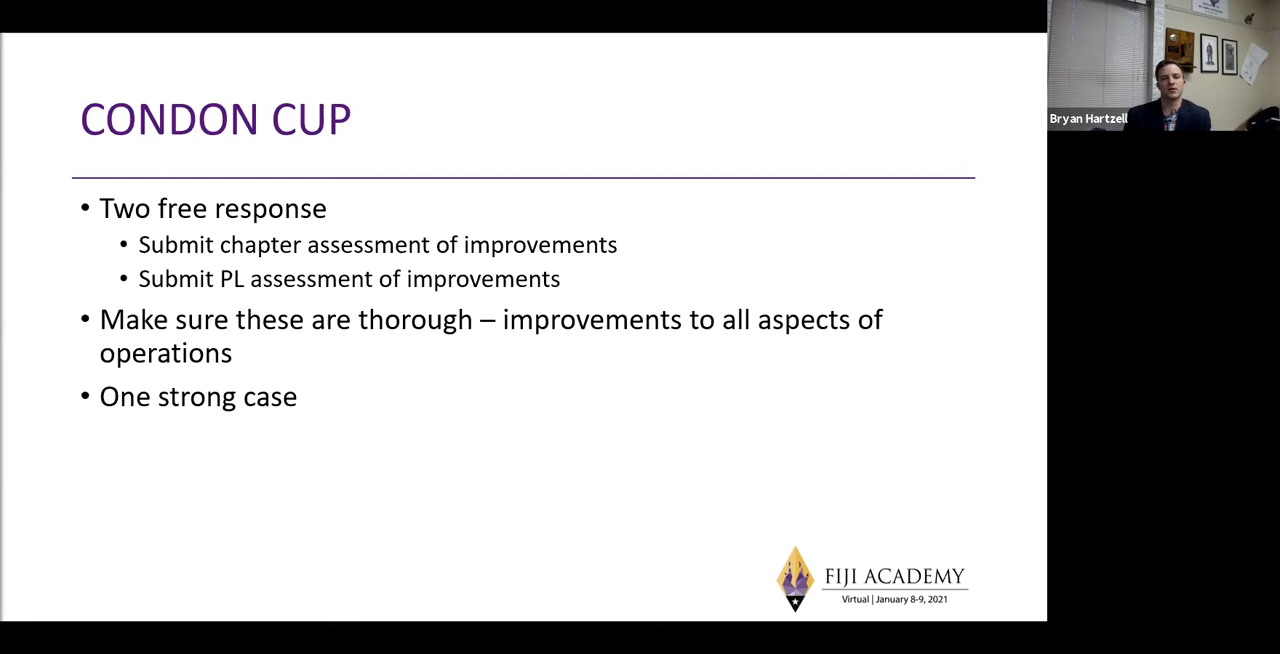 CONDON CUP
• Two free response
• Submit chapter assessment of improvements
• Submit PL assessment of improvements
• Make sure these are thorough – improvements to all aspects of
operations
• One strong case
FIJI ACADEMY
Virtual | January 8-9, 2021
Bryan Hartzell